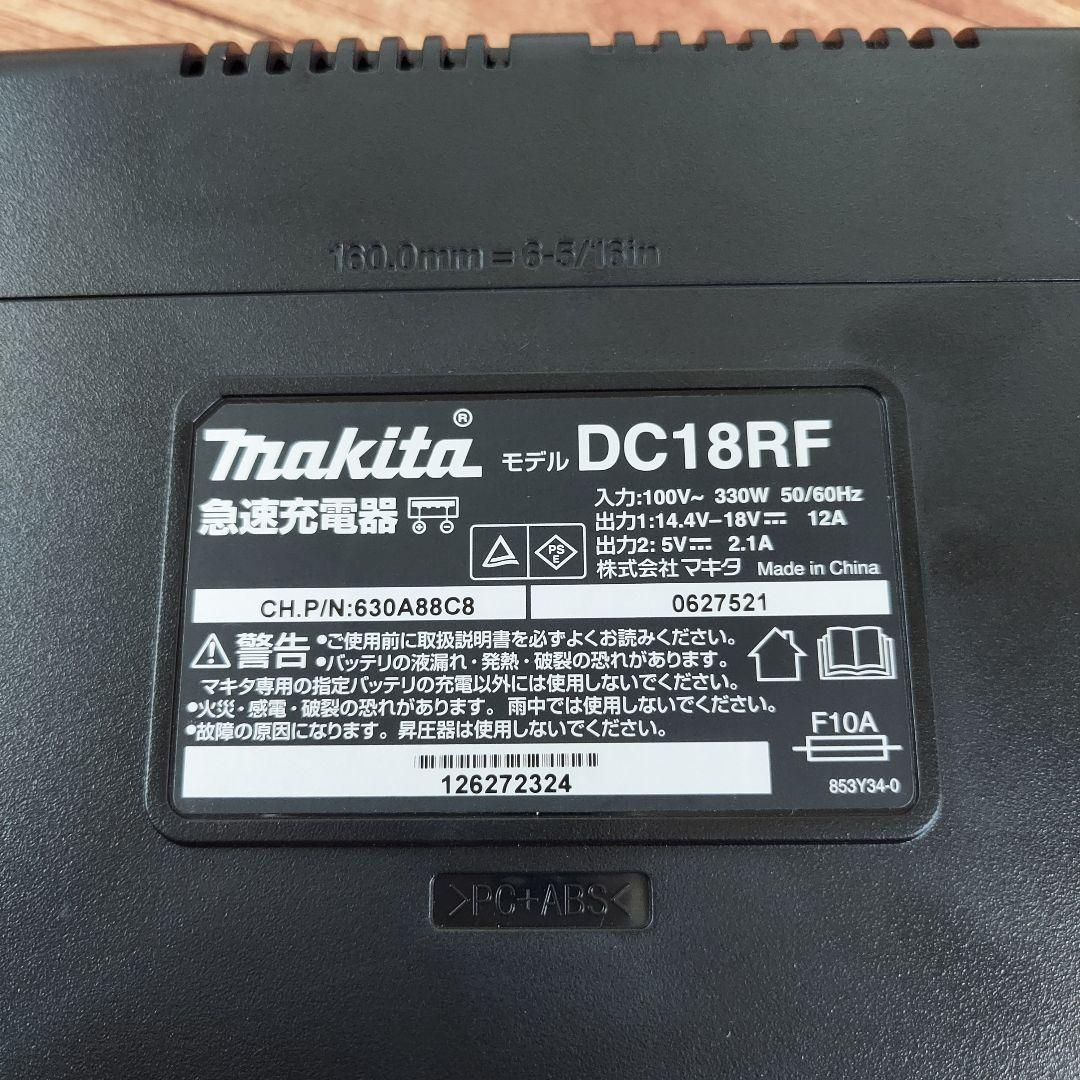 160.0mm = 6-5/16in
makita® モデル DC18RF
急速充電器
入力:100V~ 330W 50/60Hz
出力1:14.4V-18V⎓ 12A
出力2: 5V⎓ 2.1A
PS
E
株式会社マキタ Made in China
CH.P/N:630A88C8
0627521
⚠警告 •ご使用前に取扱説明書を必ずよくお読みください。
•バッテリの液漏れ・発熱・破裂の恐れがあります。
マキタ専用の指定バッテリの充電以外には使用しないでください。
•火災・感電・破裂の恐れがあります。雨中では使用しないでください。
•故障の原因になります。昇圧器は使用しないでください。
F10A
126272324
853Y34-0
>PC+ABS<